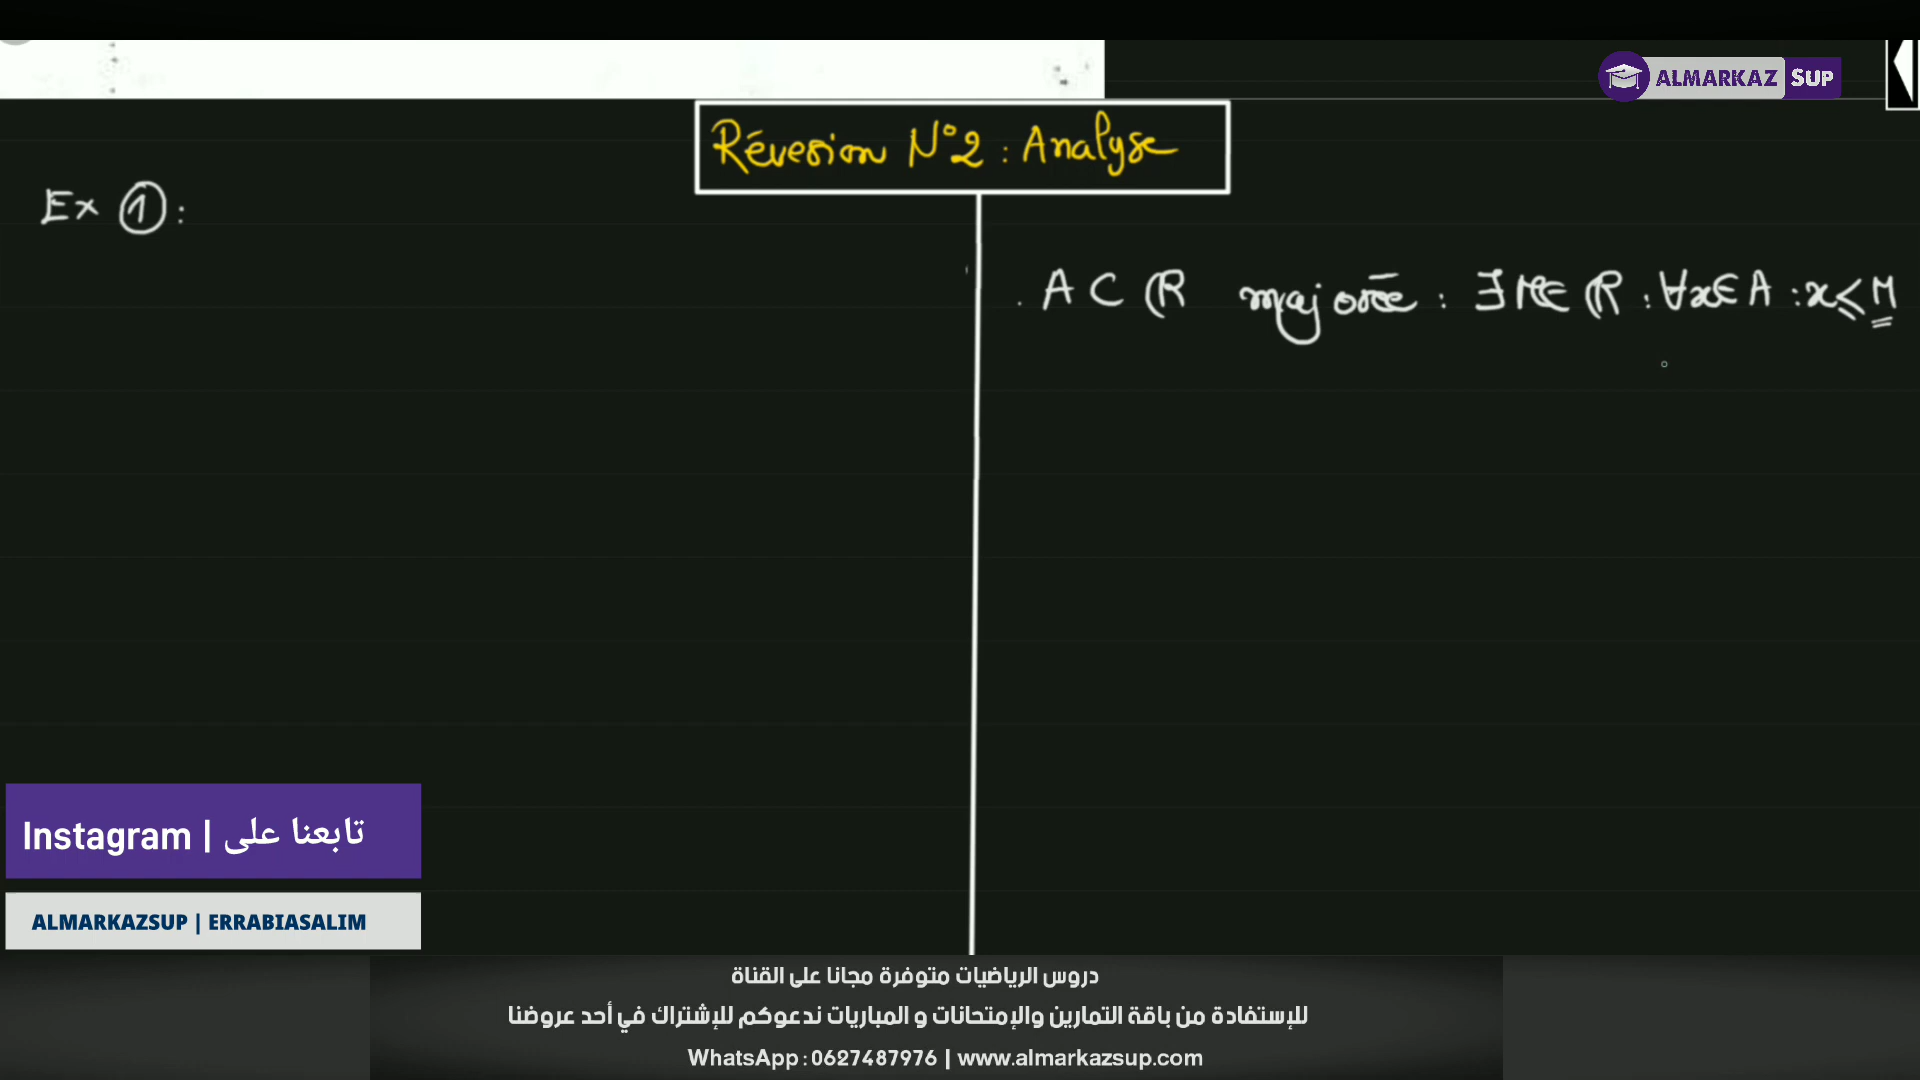 ALMARKAZ SUP
Révision N°2 : Analyse
Ex ① :
. A ⊂ ℝ majorée : ∃ M ∈ ℝ : ∀x ∈ A : x ≤ M
Instagram | تابعنا على
ALMARKAZSUP | ERRABIASALIM
دروس الرياضيات متوفرة مجانا على القناة
للإستفادة من باقة التمارين والإمتحانات و المباريات ندعوكم للإشتراك في أحد عروضنا
WhatsApp : 0627487976 | www.almarkazsup.com